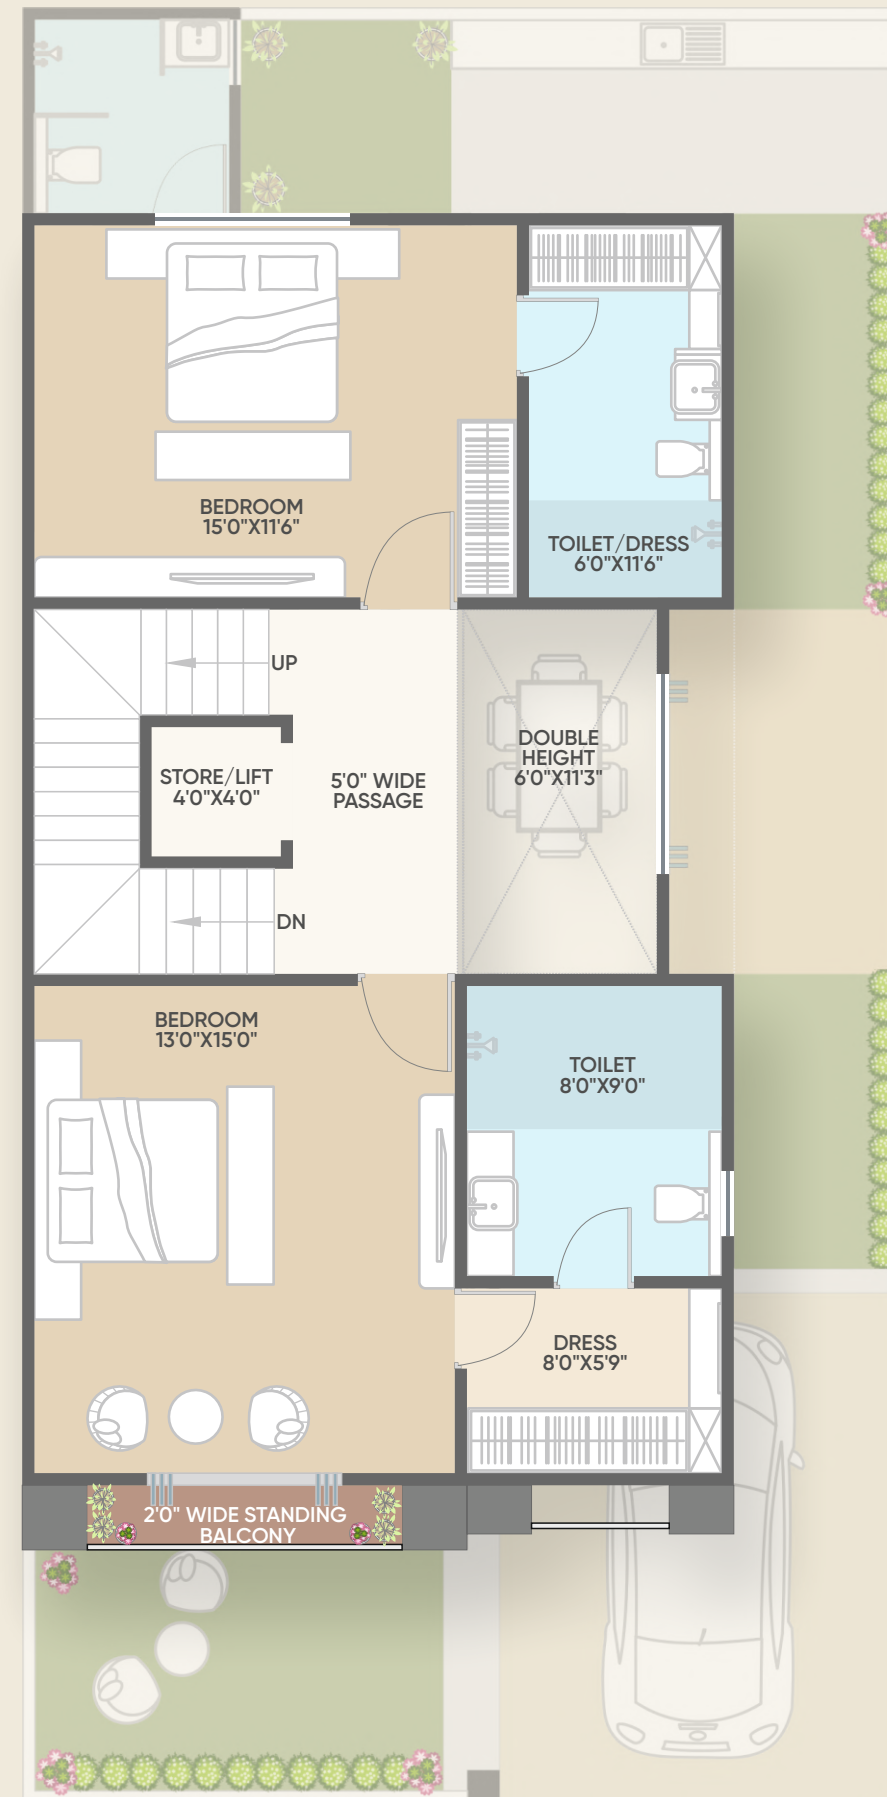 BEDROOM
15'0"X11'6"
TOILET/DRESS
6'0"X11'6"
UP
STORE/LIFT
4'0"X4'0"
5'0" WIDE
PASSAGE
DOUBLE
HEIGHT
6'0"X11'3"
DN
BEDROOM
13'0"X15'0"
TOILET
8'0"X9'0"
DRESS
8'0"X5'9"
2'0" WIDE STANDING
BALCONY